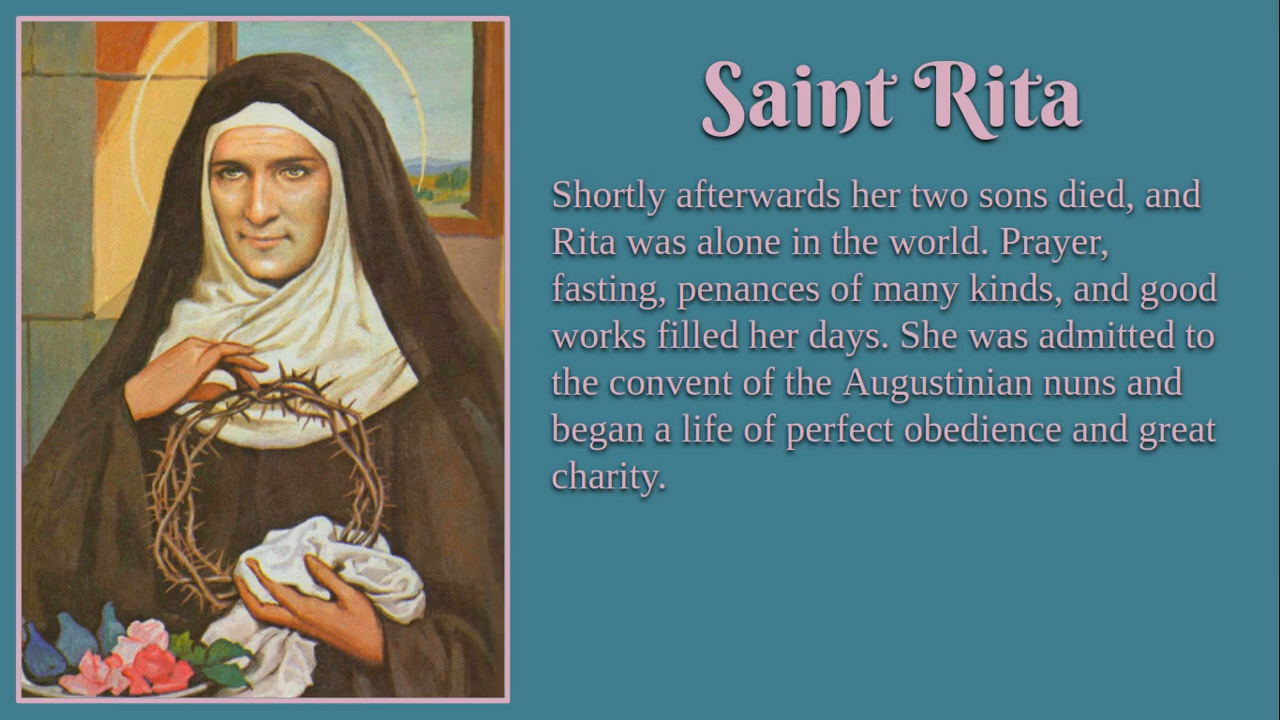 Saint Rita
Shortly afterwards her two sons died, and
Rita was alone in the world. Prayer,
fasting, penances of many kinds, and good
works filled her days. She was admitted to
the convent of the Augustinian nuns and
began a life of perfect obedience and great
charity.